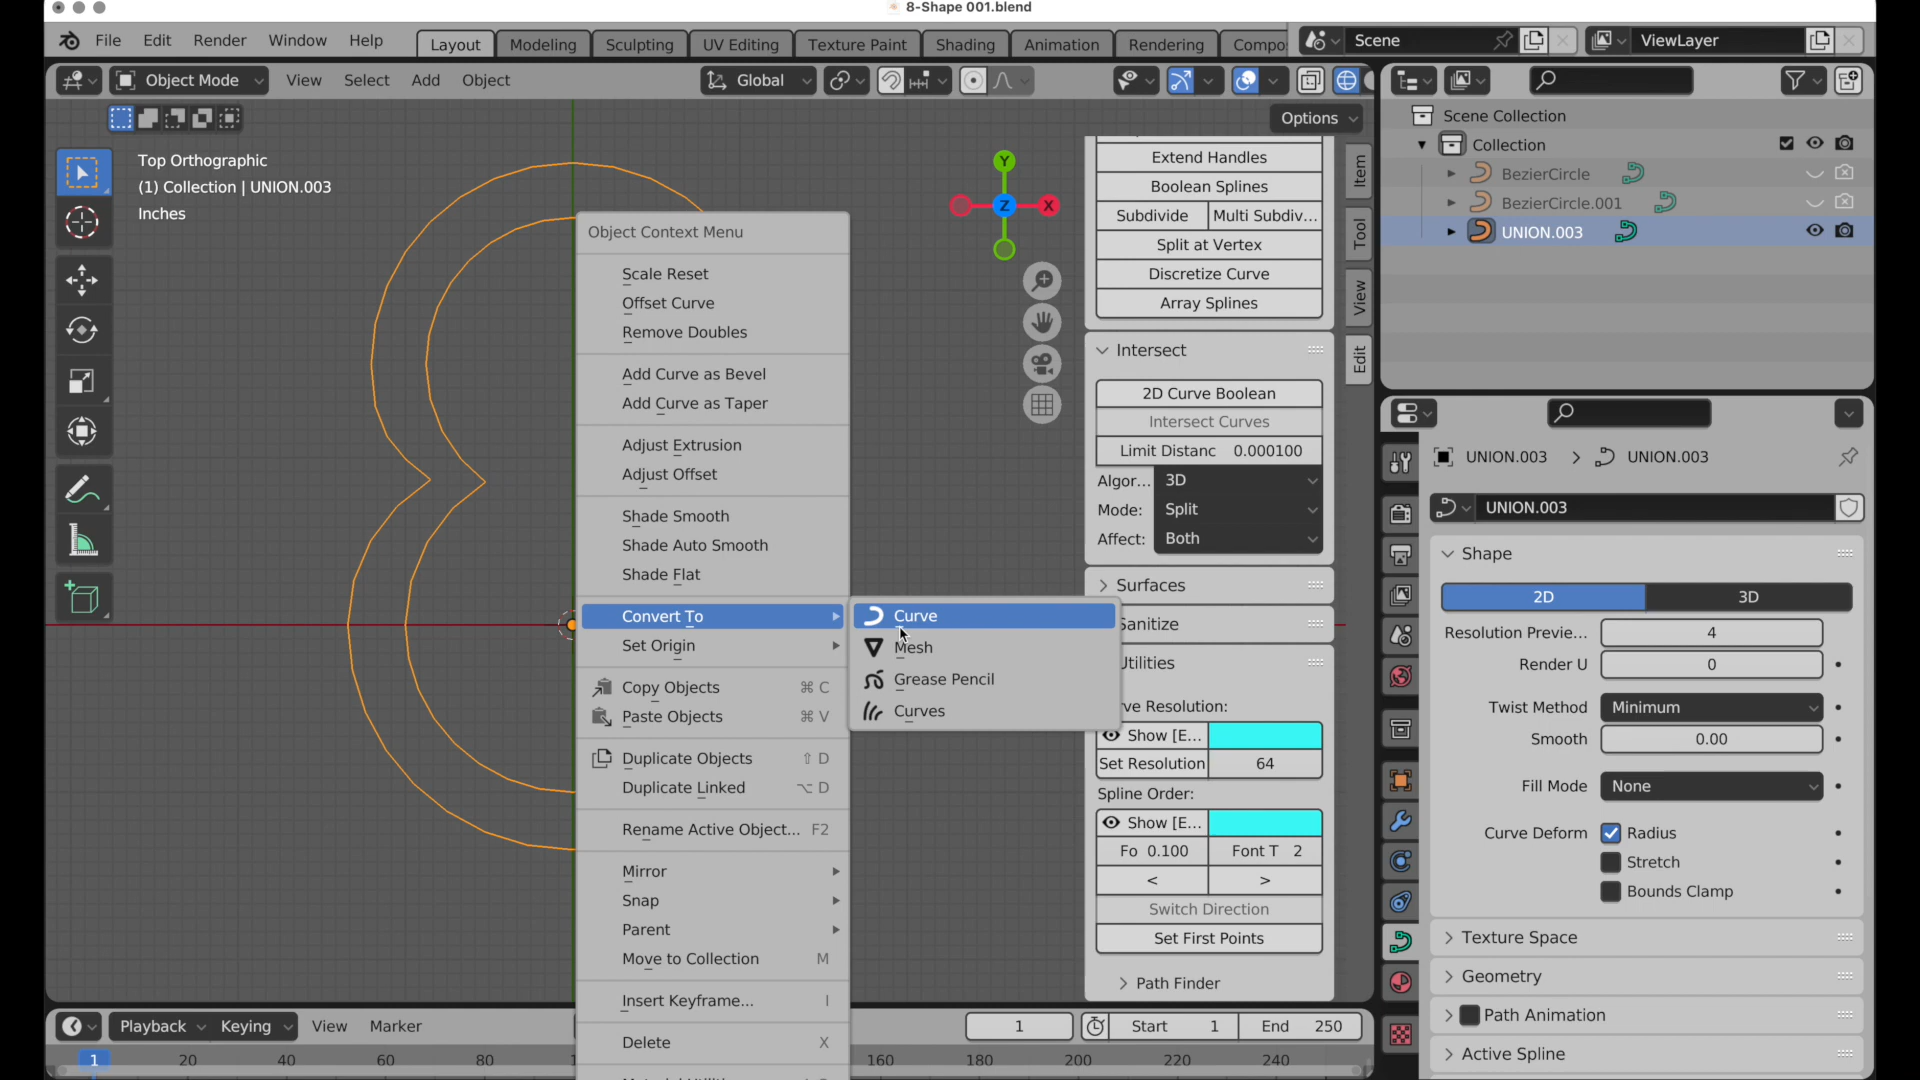 8-Shape 001.blend
File Edit Render Window Help
Layout Modeling Sculpting UV Editing Texture Paint Shading Animation Rendering Compo
Scene
ViewLayer
Object Mode View Select Add Object
Global
Options
Top Orthographic
(1) Collection | UNION.003
Inches
Y
X
Z
Object Context Menu
Scale Reset
Offset Curve
Remove Doubles
Add Curve as Bevel
Add Curve as Taper
Adjust Extrusion
Adjust Offset
Shade Smooth
Shade Auto Smooth
Shade Flat
Convert To
Set Origin
Copy Objects ⌘ C
Paste Objects ⌘ V
Duplicate Objects ⇧ D
Duplicate Linked ⌥ D
Rename Active Object... F2
Mirror
Snap
Parent
Move to Collection M
Insert Keyframe... I
Delete X
Curve
Mesh
Grease Pencil
Curves
Extend Handles
Boolean Splines
Subdivide Multi Subdiv...
Split at Vertex
Discretize Curve
Array Splines
Intersect
2D Curve Boolean
Intersect Curves
Limit Distanc 0.000100
Algor... 3D
Mode: Split
Affect: Both
Surfaces
Sanitize
Utilities
ve Resolution:
Show [E...
Set Resolution 64
Spline Order:
Show [E...
Fo 0.100 Font T 2
< >
Switch Direction
Set First Points
Path Finder
Item
Tool
View
Edit
Scene Collection
Collection
BezierCircle
BezierCircle.001
UNION.003
UNION.003 > UNION.003
UNION.003
Shape
2D 3D
Resolution Previe... 4
Render U 0
Twist Method Minimum
Smooth 0.00
Fill Mode None
Curve Deform Radius
Stretch
Bounds Clamp
Texture Space
Geometry
Path Animation
Active Spline
Playback Keying View Marker
1 Start 1 End 250
1 20 40 60 80 160 180 200 220 240